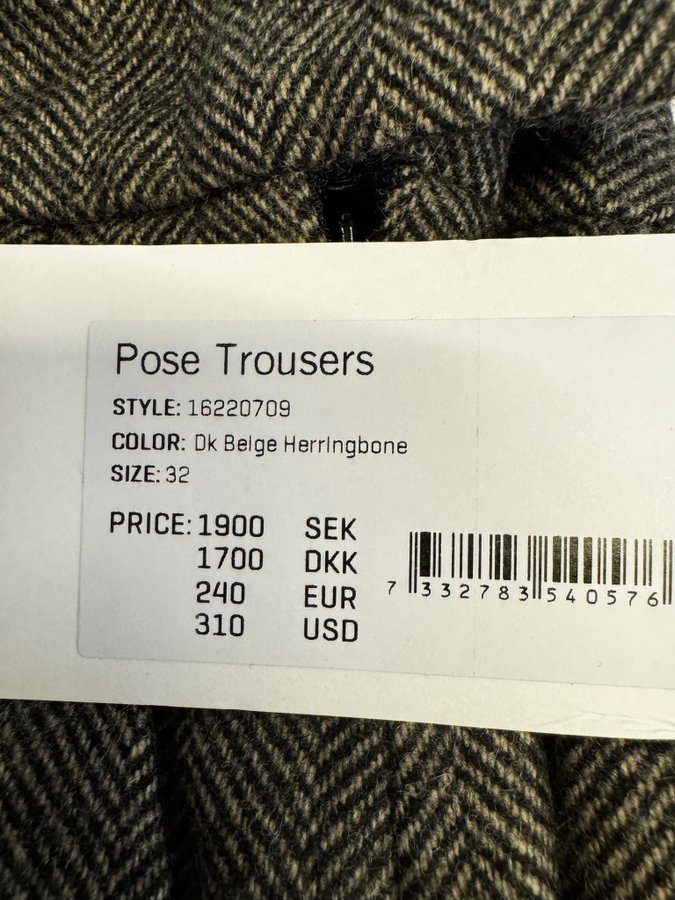 Pose Trousers
STYLE: 16220709
COLOR: Dk Beige Herringbone
SIZE: 32
PRICE: 1900 SEK
1700 DKK
240 EUR
310 USD
7 332783 540576